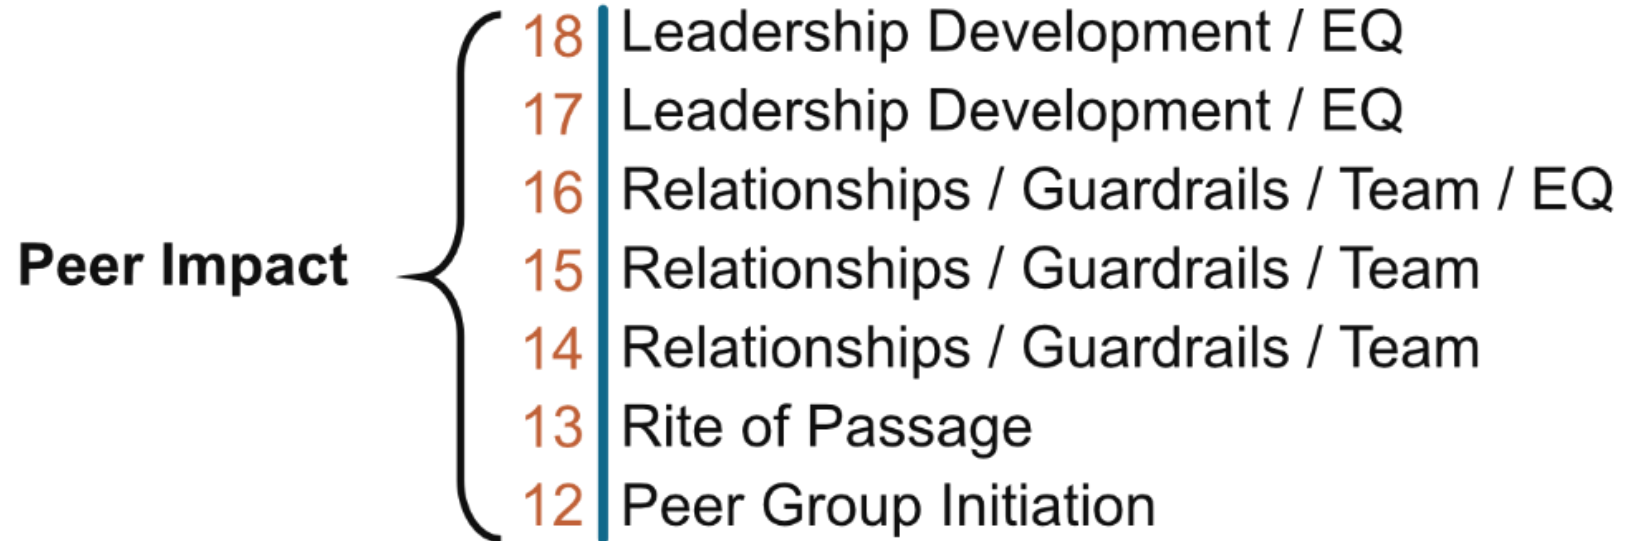 18 Leadership Development / EQ
17 Leadership Development / EQ
16 Relationships / Guardrails / Team / EQ
Peer Impact
15 Relationships / Guardrails / Team
14 Relationships / Guardrails / Team
13 Rite of Passage
12 Peer Group Initiation